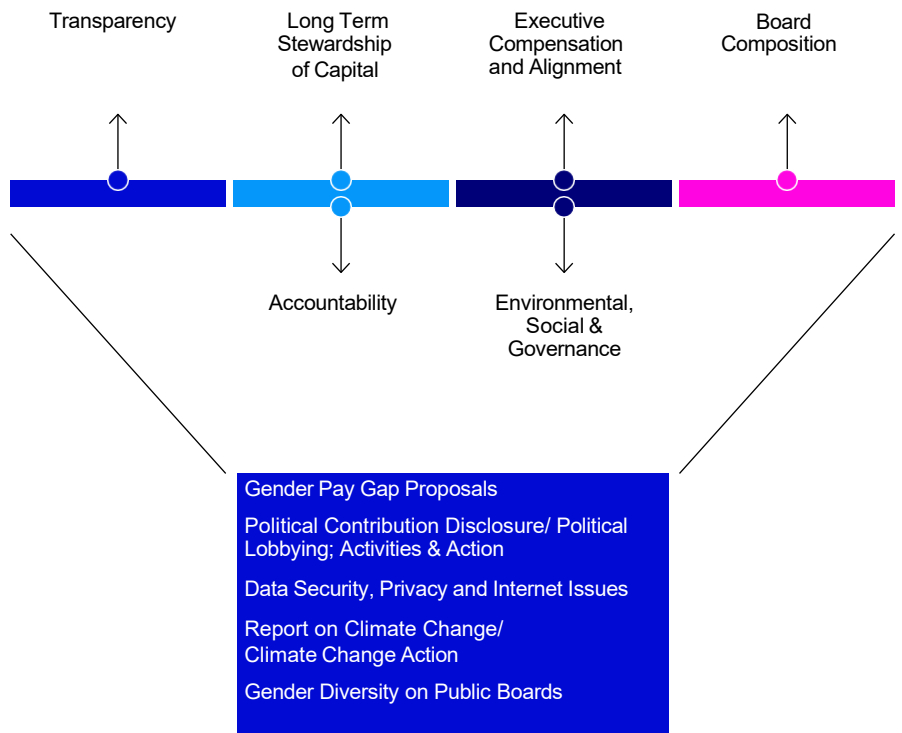 Transparency
Long Term
Stewardship
of Capital
Executive
Compensation
and Alignment
Board
Composition
Accountability
Environmental,
Social &
Governance
Gender Pay Gap Proposals
Political Contribution Disclosure/ Political
Lobbying; Activities & Action
Data Security, Privacy and Internet Issues
Report on Climate Change/
Climate Change Action
Gender Diversity on Public Boards